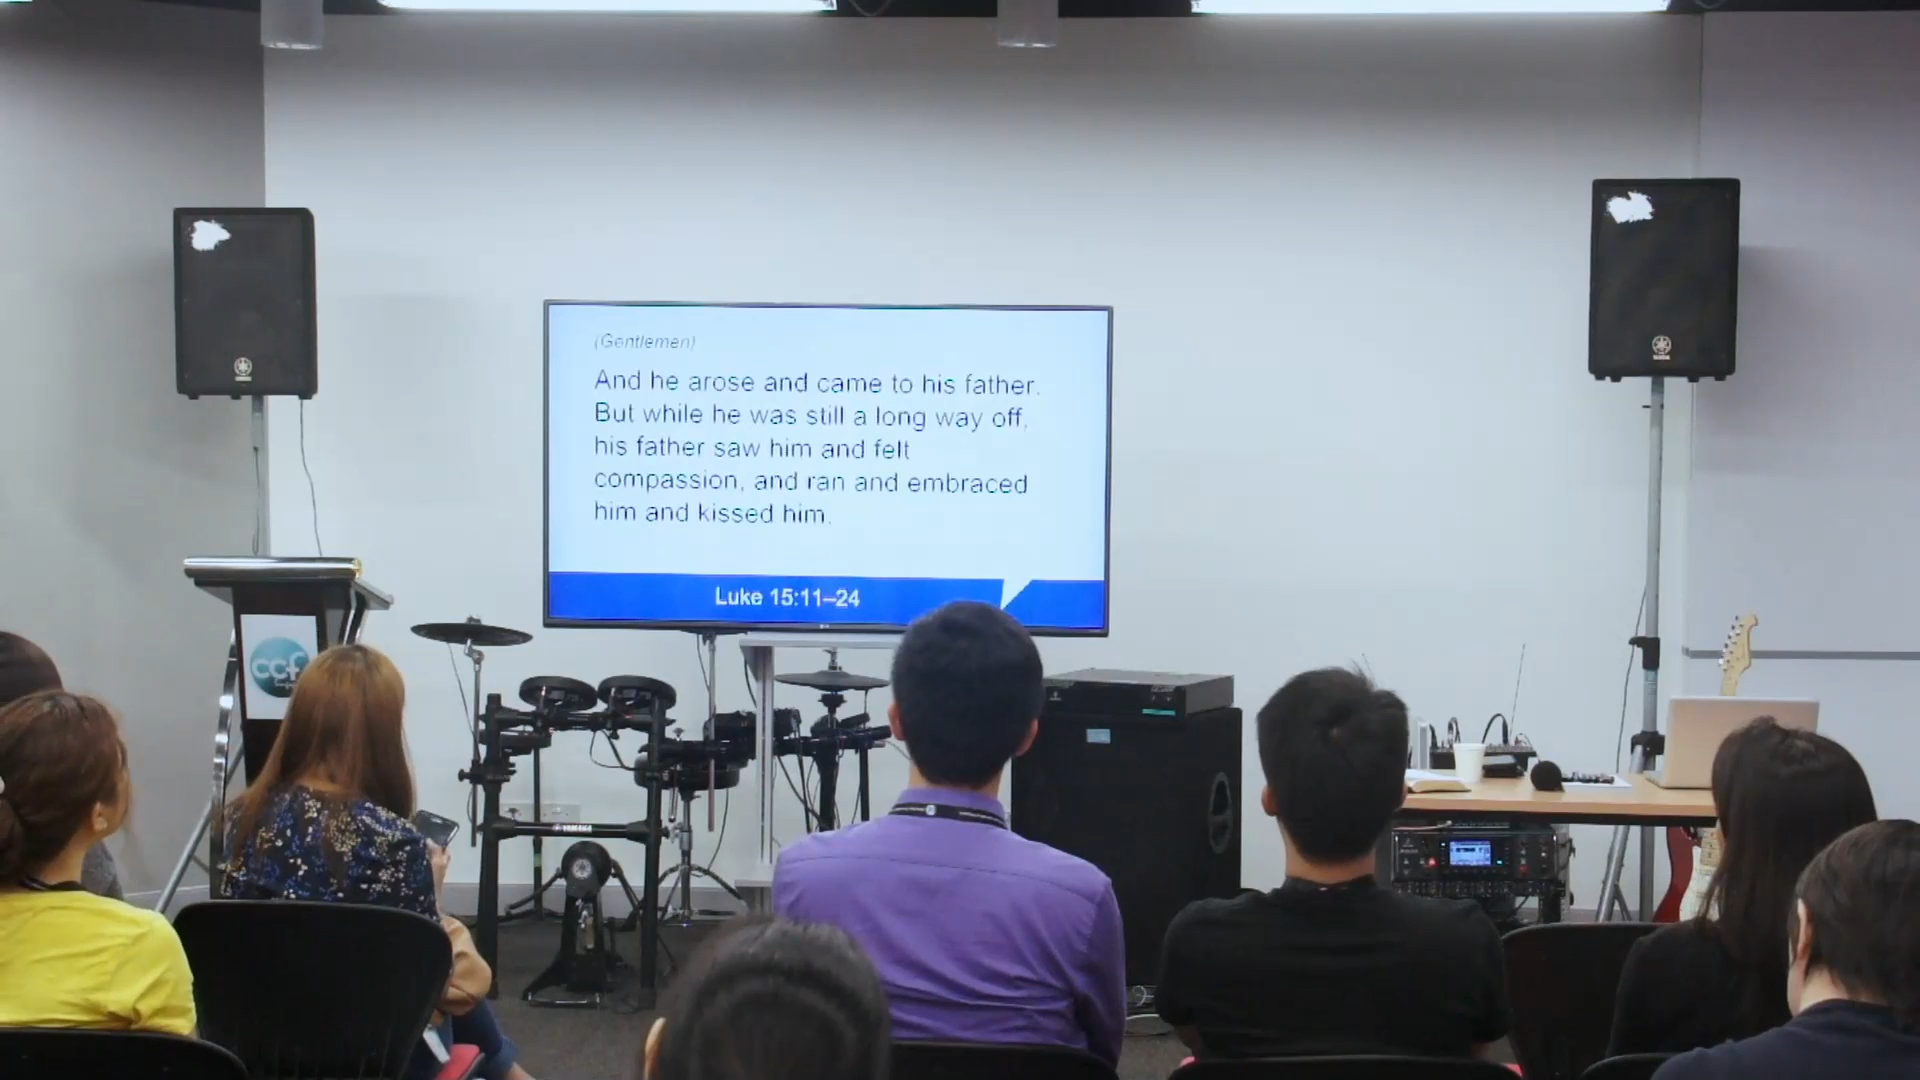 (Gentlemen)
And he arose and came to his father.
But while he was still a long way off,
his father saw him and felt
compassion, and ran and embraced
him and kissed him.
Luke 15:11–24
ccf
YAMAHA